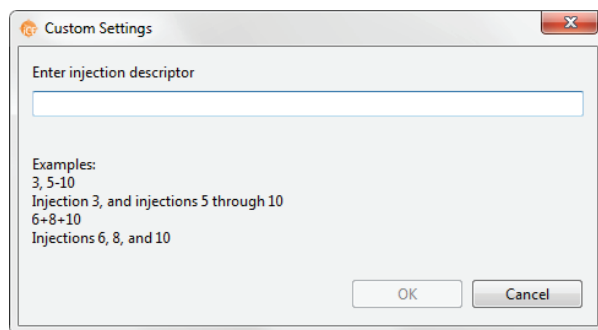 Custom Settings
Enter injection descriptor
Examples:
3, 5-10
Injection 3, and injections 5 through 10
6+8+10
Injections 6, 8, and 10
OK
Cancel